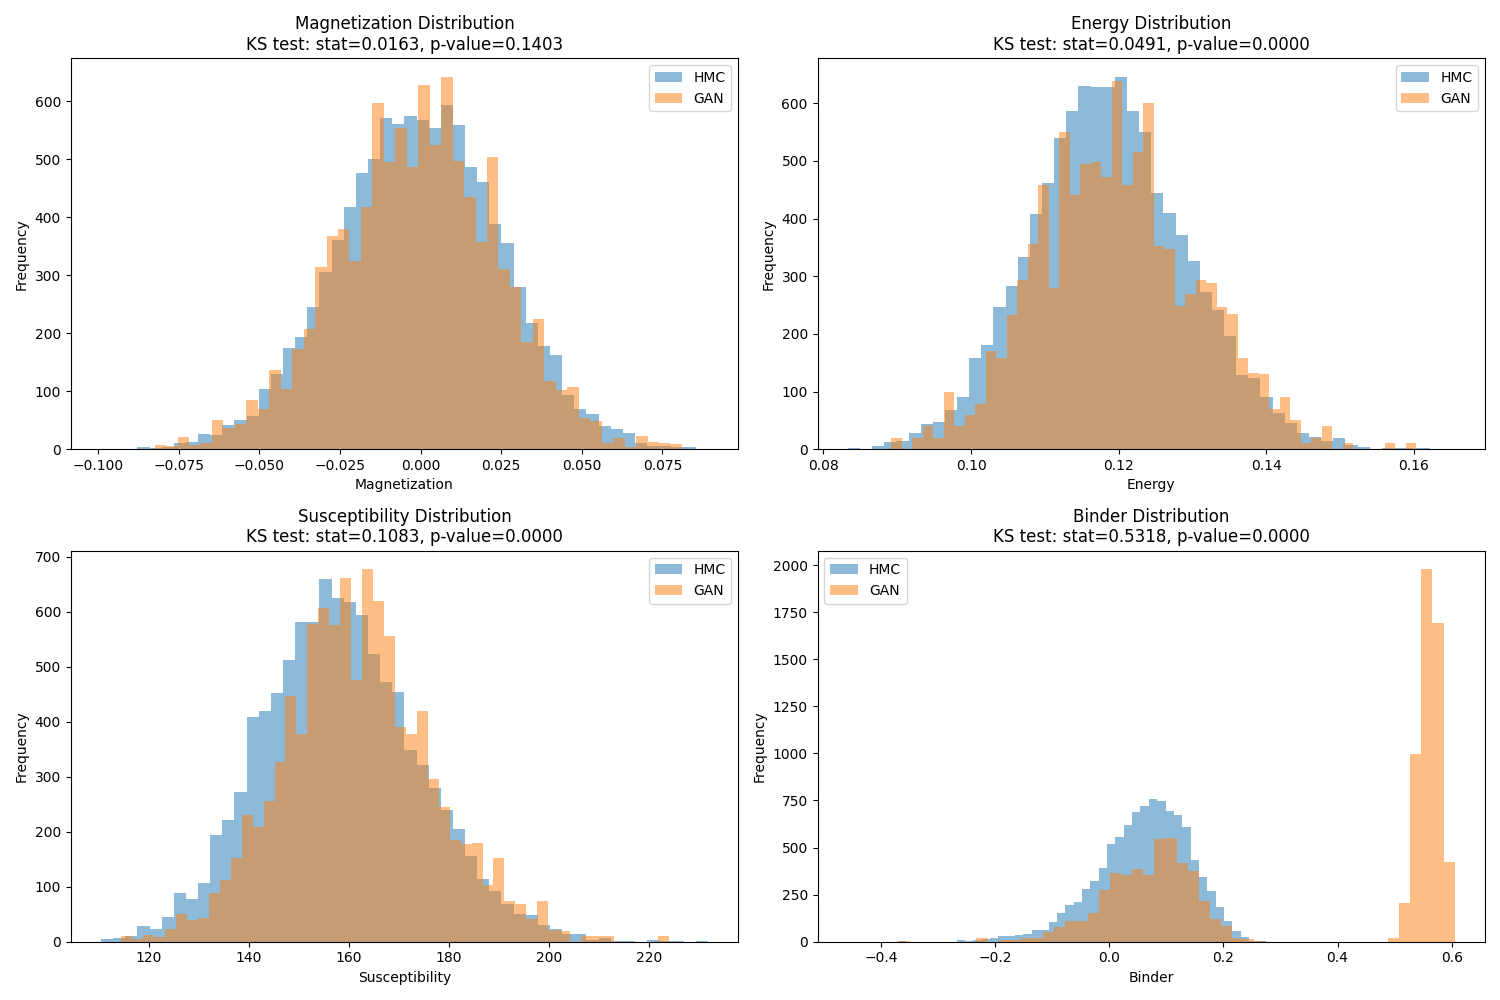 Magnetization Distribution
KS test: stat=0.0163, p-value=0.1403
600
500
400
300
200
100
0
Frequency
HMC
GAN
−0.100
−0.075
−0.050
−0.025
0.000
0.025
0.050
0.075
Magnetization
Energy Distribution
KS test: stat=0.0491, p-value=0.0000
600
500
400
300
200
100
0
Frequency
HMC
GAN
0.08
0.10
0.12
0.14
0.16
Energy
Susceptibility Distribution
KS test: stat=0.1083, p-value=0.0000
700
600
500
400
300
200
100
0
Frequency
HMC
GAN
120
140
160
180
200
220
Susceptibility
Binder Distribution
KS test: stat=0.5318, p-value=0.0000
2000
1750
1500
1250
1000
750
500
250
0
Frequency
HMC
GAN
−0.4
−0.2
0.0
0.2
0.4
0.6
Binder